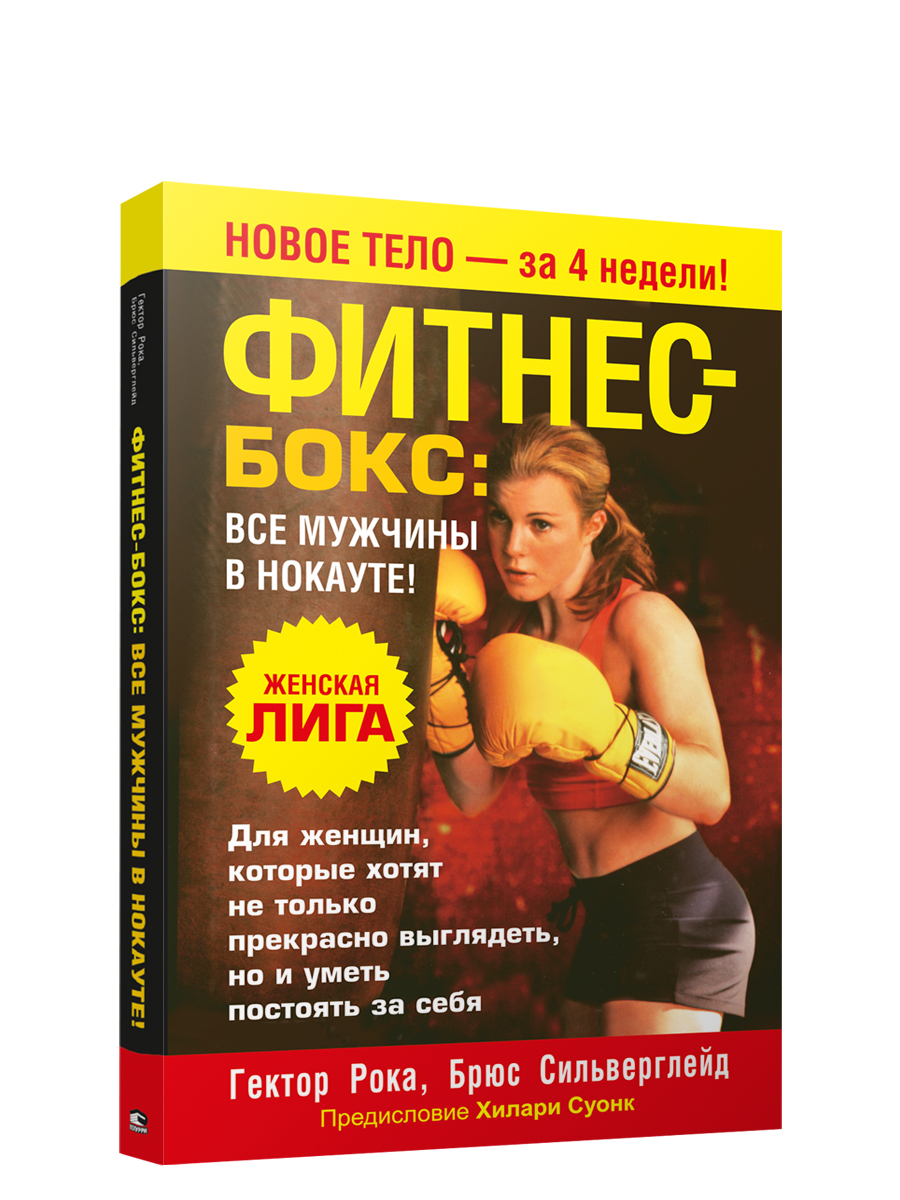 НОВОЕ ТЕЛО — за 4 недели!
ФИТНЕС-
БОКС:
ВСЕ МУЖЧИНЫ
В НОКАУТЕ!
ЖЕНСКАЯ
ЛИГА
Для женщин,
которые хотят
не только
прекрасно выглядеть,
но и уметь
постоять за себя
Гектор Рока, Брюс Сильверглейд
Предисловие Хилари Суонк
Гектор Рока,
Брюс Сильверглейд
ФИТНЕС-БОКС: ВСЕ МУЖЧИНЫ В НОКАУТЕ!
ПОПУРРИ